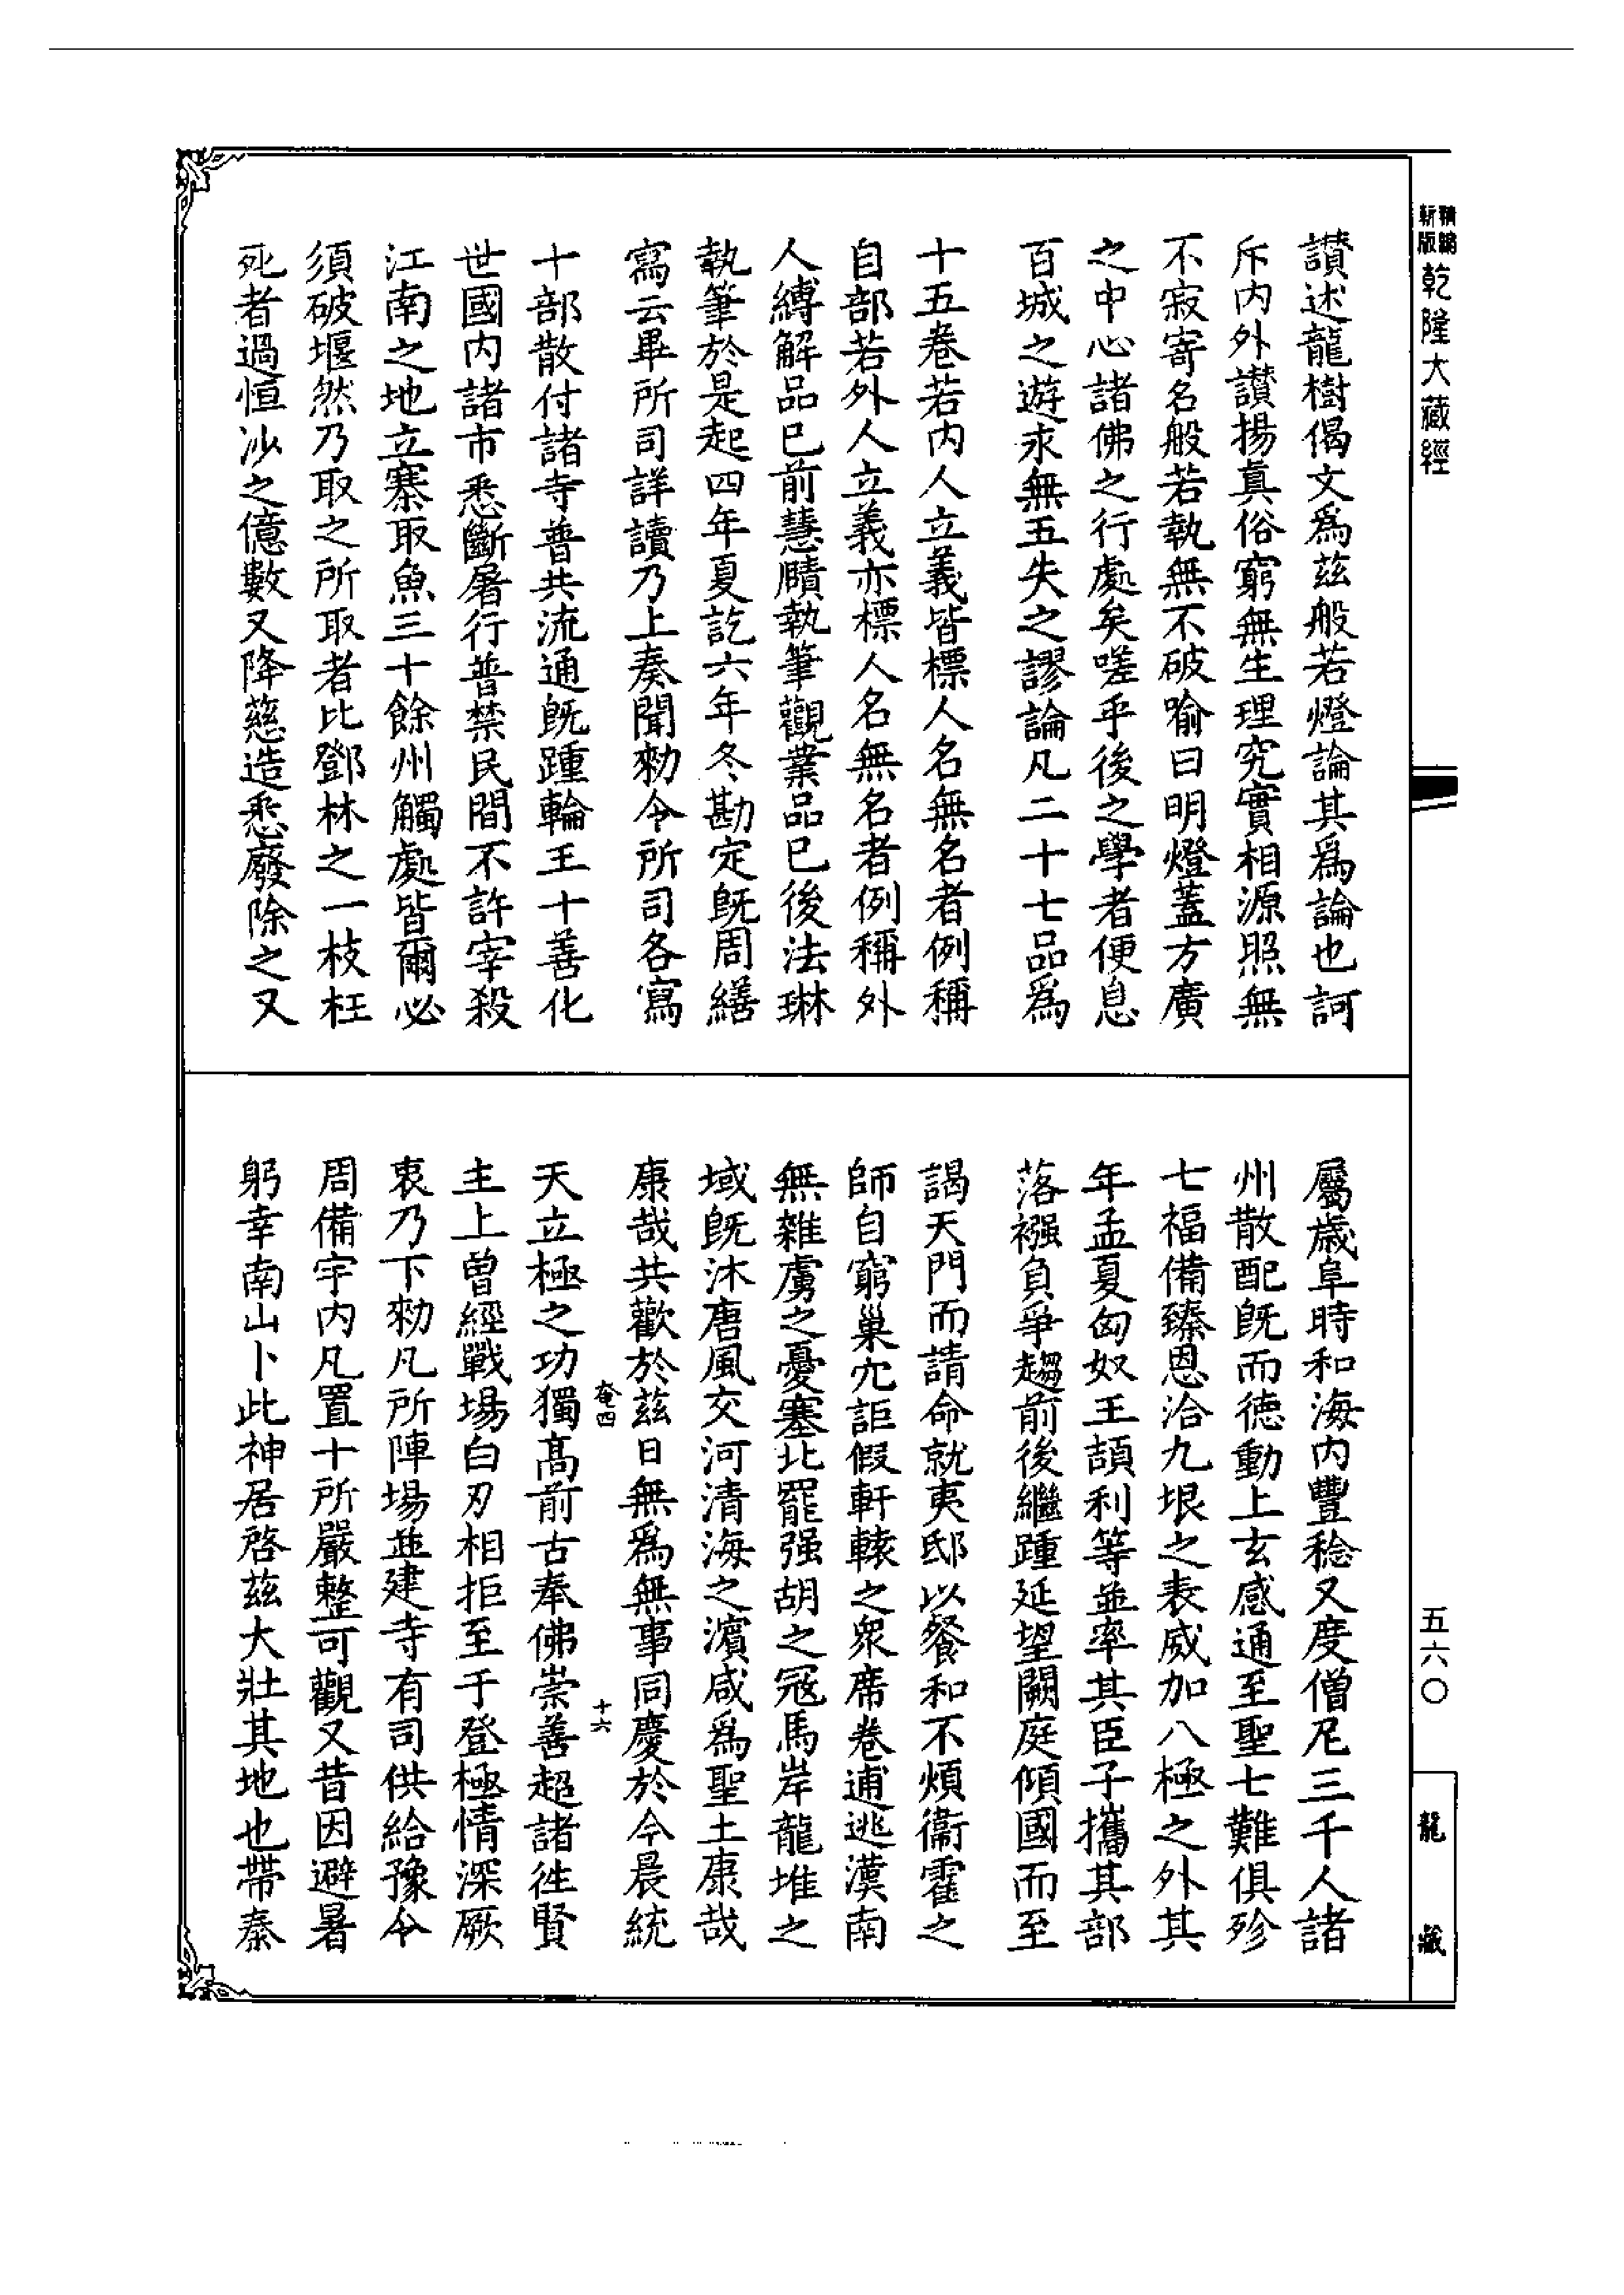 精編新版乾隆大藏經
讃述龍樹偈文爲茲般若燈論其爲論也訶
斥内外讃揚真俗窮無生理究實相源照無
不寂寄名般若執無不破喻曰明燈蓋方廣
之中心諸佛之行處矣嗟乎後之學者便息
百城之遊永無五失之謬論凡二十七品爲
十五卷若内人立義皆標人名無名者例稱
自部若外人立義亦標人名無名者例稱外
人縛解品已前慧賾執筆觀業品已後法琳
執筆於是起四年夏訖六年冬勘定既周繕
寫云畢所司詳讀乃上奏聞勑令所司各寫
十部散付諸寺普共流通既踵輪王十善化
世國内諸市悉斷屠行普禁民間不許宰殺
江南之地立寨取魚三十餘州觸處皆爾必
須破堰然乃取之所取者比鄧林之一枝枉
死者過恒沙之億數又降慈造悉廢除之又
屬歲阜時和海内豐稔又度僧尼三千人諸
州散配既而德動上玄感通至聖七難俱殄
七福備臻恩洽九垠之表威加八極之外其
年孟夏匈奴王頡利等並率其臣子攜其部
落襁負爭趨前後繼踵延望闕庭傾國而至
謁天門而請命就夷邸以餐和不煩衞霍之
師自窮巢穴詎假軒轅之衆席卷逋逃漠南
無雜虜之憂塞北罷强胡之冦馬岸龍堆之
域既沐唐風交河清海之濵咸爲聖土康哉
康哉共歡於茲日無爲無事同慶於今晨統
奄四
十六
天立極之功獨髙前古奉佛崇善超諸徃賢
主上曽經戰場白刃相拒至于登極情深厥
衷乃下勑凡所陣場並建寺有司供給豫令
周備宇内凡置十所嚴整可觀又昔因避暑
躬幸南山卜此神居啓茲大壯其地也帶秦
五六〇
龍藏